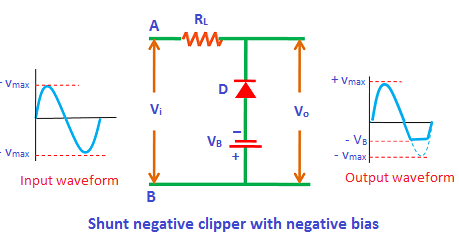 A
RL
D
Vi
Vo
VB
–
+
B
- Vmax
- Vmax
Input waveform
+ Vmax
- VB
- Vmax
Output waveform
Shunt negative clipper with negative bias